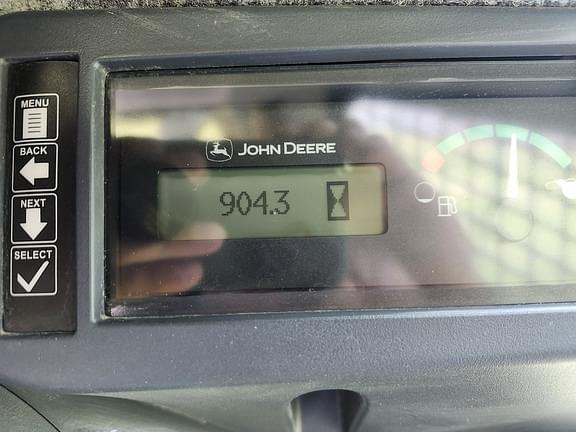 MENU
BACK
NEXT
SELECT
JOHN DEERE
904.3